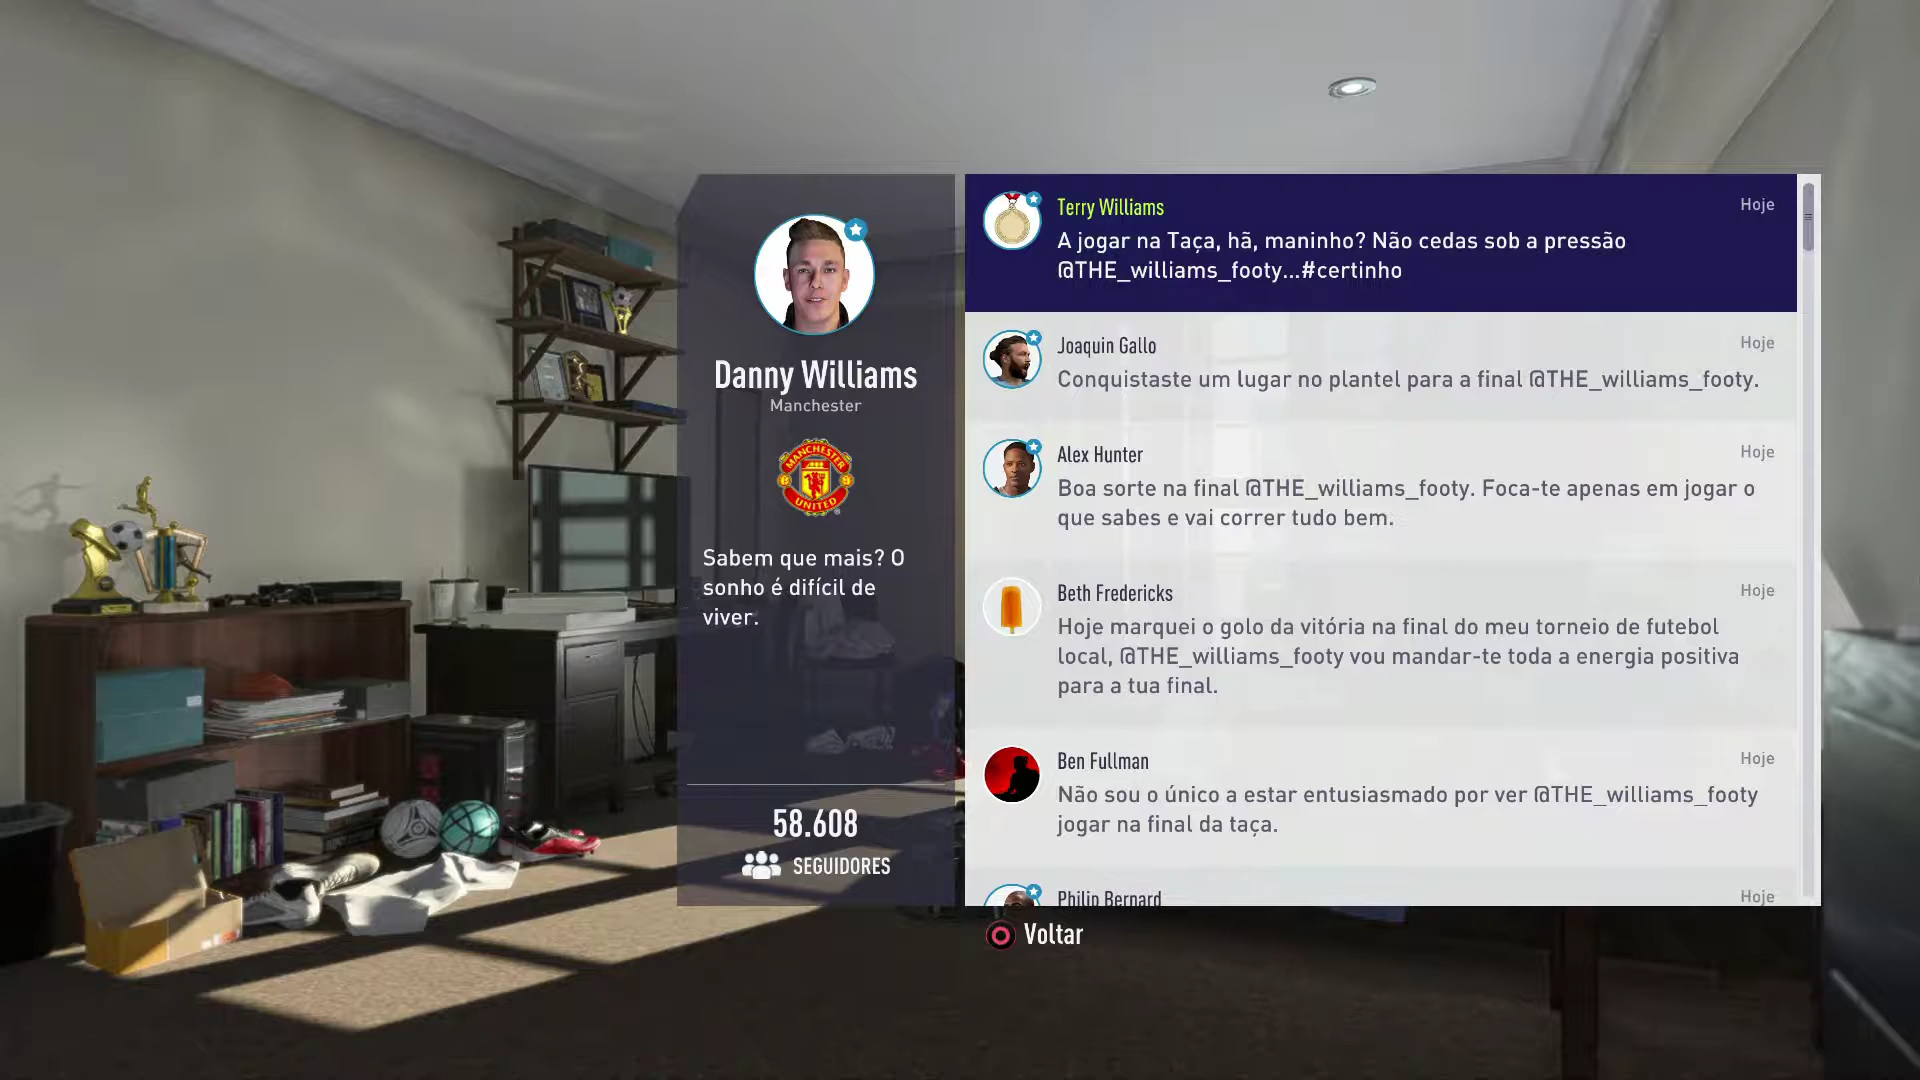 Danny Williams
Manchester
MANCHESTER
UNITED
Sabem que mais? O
sonho é difícil de
viver.
58.608
SEGUIDORES
Terry Williams
Hoje
A jogar na Taça, hã, maninho? Não cedas sob a pressão
@THE_williams_footy...#certinho
Joaquin Gallo
Hoje
Conquistaste um lugar no plantel para a final @THE_williams_footy.
Alex Hunter
Hoje
Boa sorte na final @THE_williams_footy. Foca-te apenas em jogar o
que sabes e vai correr tudo bem.
Beth Fredericks
Hoje
Hoje marquei o golo da vitória na final do meu torneio de futebol
local, @THE_williams_footy vou mandar-te toda a energia positiva
para a tua final.
Ben Fullman
Hoje
Não sou o único a estar entusiasmado por ver @THE_williams_footy
jogar na final da taça.
Philip Bernard
Hoje
Voltar